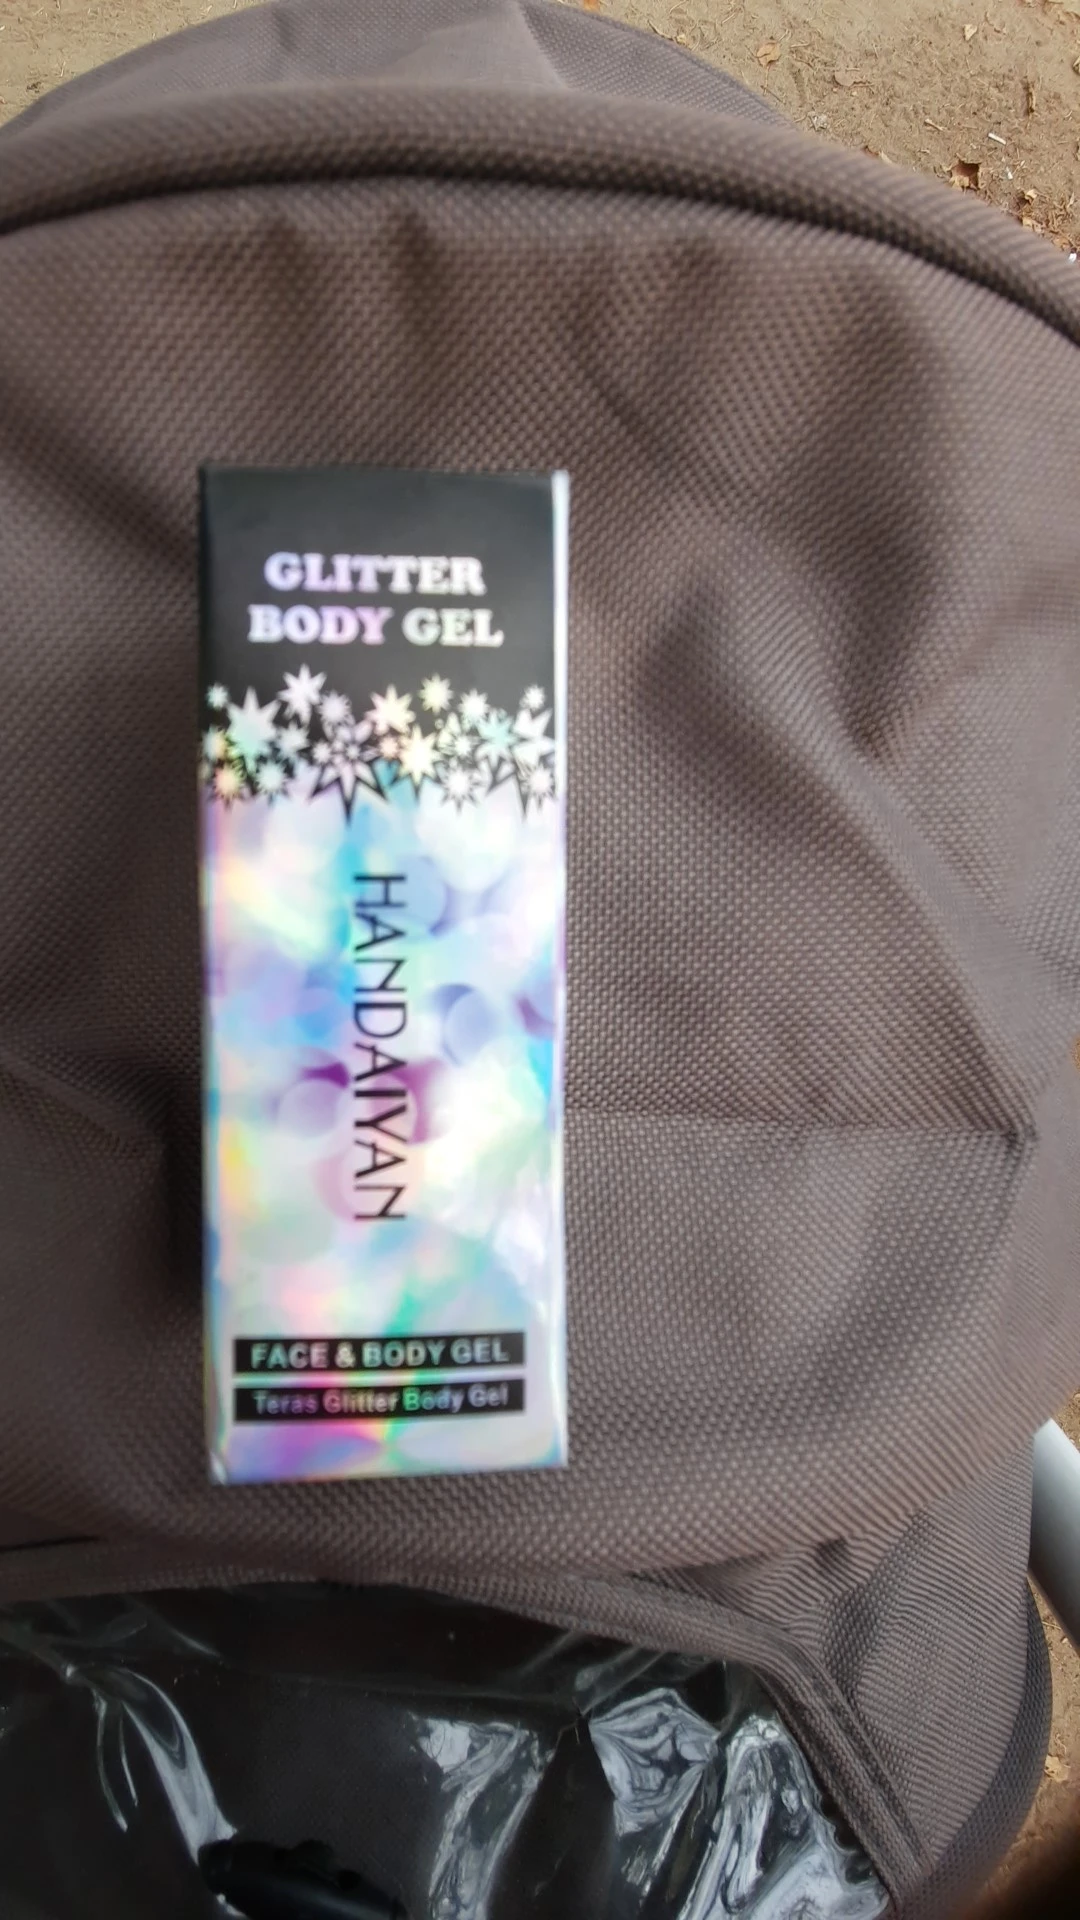 GLITTER
BODY GEL
HANDAIYAN
FACE & BODY GEL
Teras Glitter Body Gel